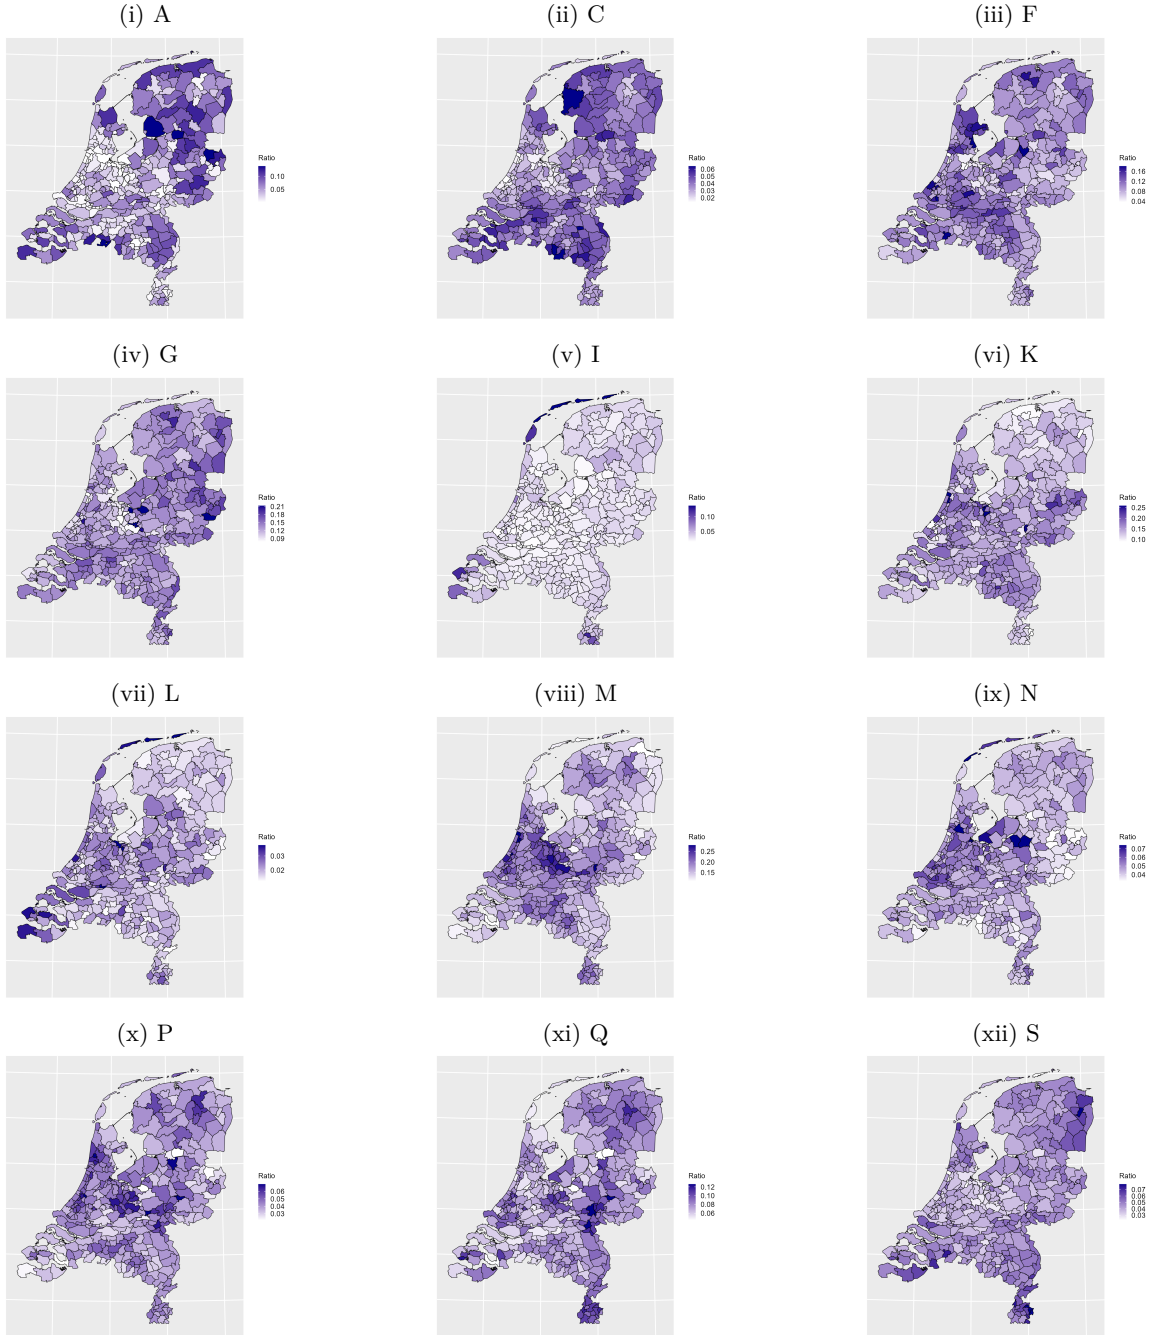 (i) A
(ii) C
(iii) F
Ratio
0.10
0.05
Ratio
0.06
0.05
0.04
0.03
0.02
Ratio
0.16
0.12
0.08
0.04
(iv) G
(v) I
(vi) K
Ratio
0.21
0.18
0.15
0.12
0.09
Ratio
0.10
0.05
Ratio
0.25
0.20
0.15
0.10
(vii) L
(viii) M
(ix) N
Ratio
0.03
0.02
Ratio
0.25
0.20
0.15
Ratio
0.07
0.06
0.05
0.04
(x) P
(xi) Q
(xii) S
Ratio
0.06
0.05
0.04
0.03
Ratio
0.12
0.10
0.08
0.06
Ratio
0.07
0.06
0.05
0.04
0.03